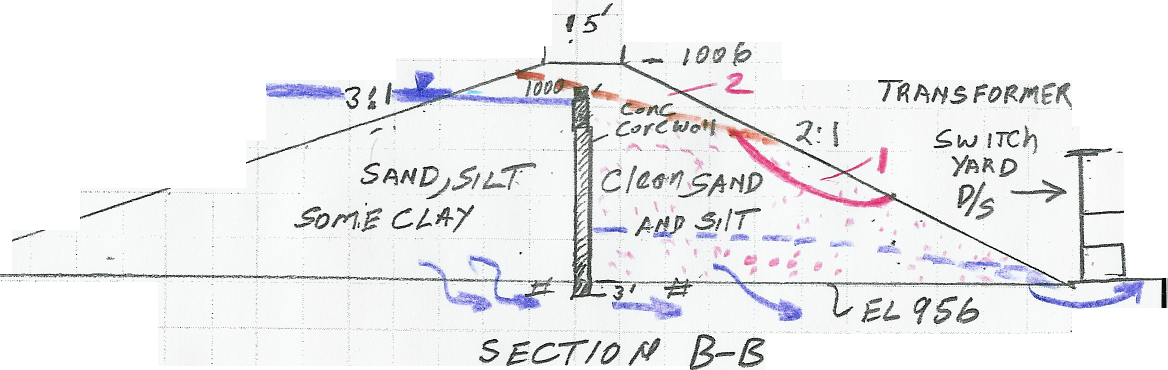 15'
1006
2
1000'
3:1
TRANSFORMER
conc
core wall
2:1
1
SWITCH
YARD
D/S
SAND, SILT
SOME CLAY
Clean SAND
AND SILT
3'
EL 956
SECTION B-B